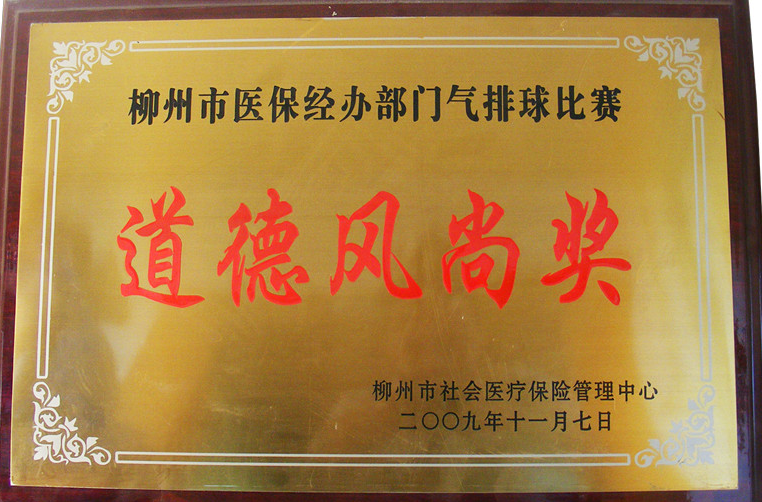 柳州市医保经办部门气排球比赛
道德风尚奖
柳州市社会医疗保险管理中心
二〇〇九年十一月七日